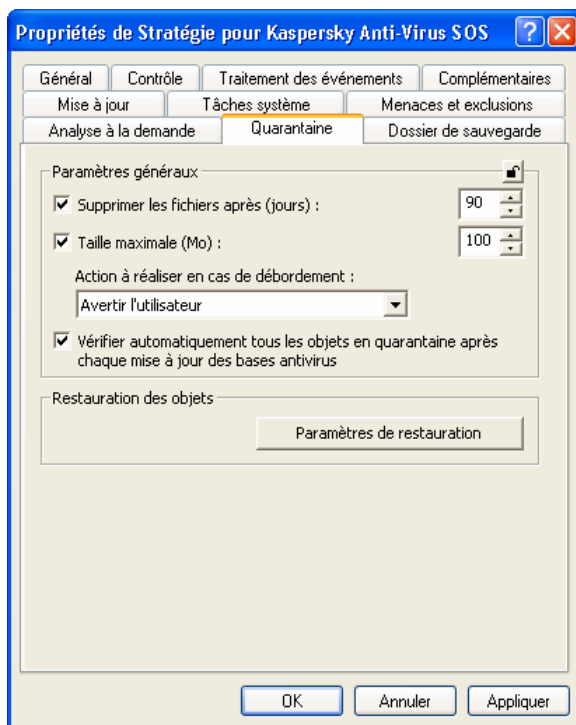 Propriétés de Stratégie pour Kaspersky Anti-Virus SOS
Général
Contrôle
Traitement des événements
Complémentaires
Mise à jour
Tâches système
Menaces et exclusions
Analyse à la demande
Quarantaine
Dossier de sauvegarde
Paramètres généraux
Supprimer les fichiers après (jours) :
90
Taille maximale (Mo) :
100
Action à réaliser en cas de débordement :
Avertir l'utilisateur
Vérifier automatiquement tous les objets en quarantaine après
chaque mise à jour des bases antivirus
Restauration des objets
Paramètres de restauration
OK
Annuler
Appliquer